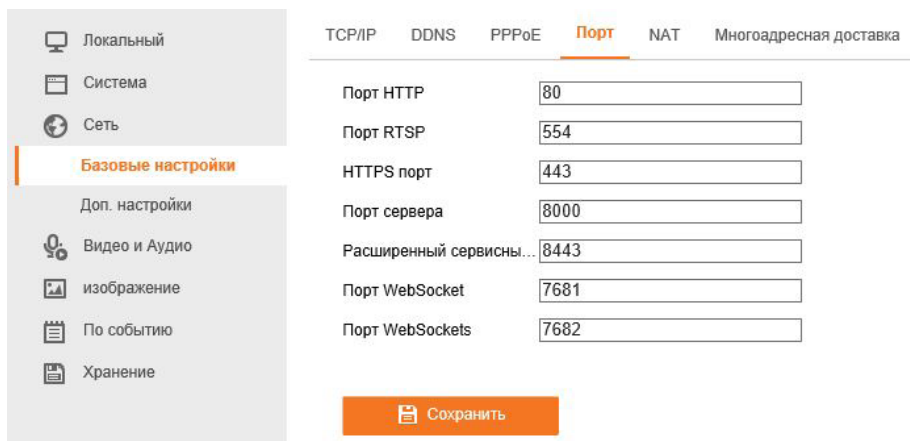 Локальный
Система
Сеть
Базовые настройки
Доп. настройки
Видео и Аудио
изображение
По событию
Хранение
TCP/IP DDNS PPPoE Порт NAT Многоадресная доставка
Порт HTTP 80
Порт RTSP 554
HTTPS порт 443
Порт сервера 8000
Расширенный сервисны... 8443
Порт WebSocket 7681
Порт WebSockets 7682
Сохранить